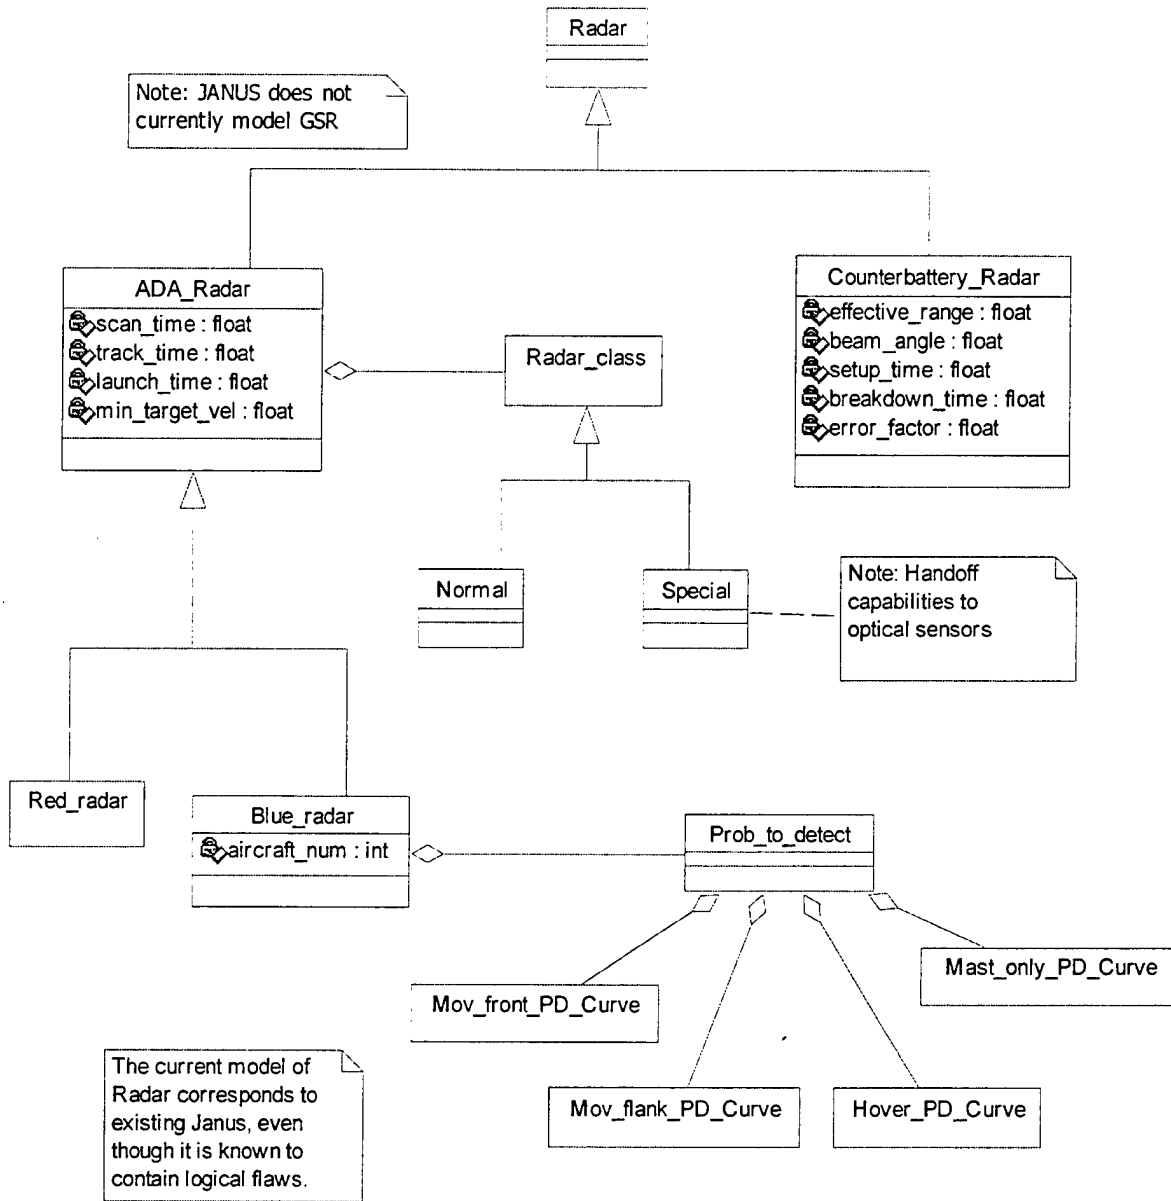 Radar
Note: JANUS does not
currently model GSR
ADA_Radar
scan_time : float
track_time : float
launch_time : float
min_target_vel : float
Radar_class
Counterbattery_Radar
effective_range : float
beam_angle : float
setup_time : float
breakdown_time : float
error_factor : float
Normal
Special
Note: Handoff
capabilities to
optical sensors
Red_radar
Blue_radar
aircraft_num : int
Prob_to_detect
Mov_front_PD_Curve
Mast_only_PD_Curve
Mov_flank_PD_Curve
Hover_PD_Curve
The current model of
Radar corresponds to
existing Janus, even
though it is known to
contain logical flaws.